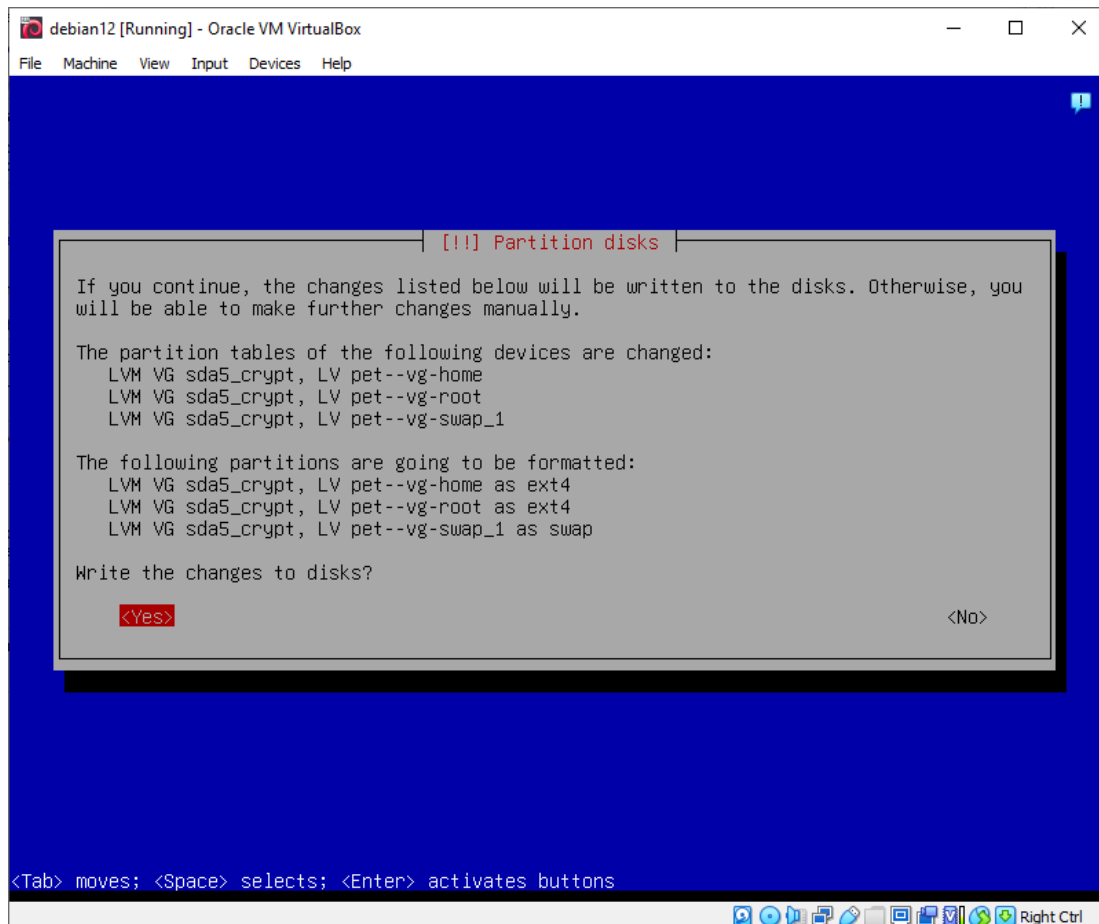 debian12 [Running] - Oracle VM VirtualBox
File Machine View Input Devices Help
[!!] Partition disks
If you continue, the changes listed below will be written to the disks. Otherwise, you
will be able to make further changes manually.
The partition tables of the following devices are changed:
LVM VG sda5_crypt, LV pet--vg-home
LVM VG sda5_crypt, LV pet--vg-root
LVM VG sda5_crypt, LV pet--vg-swap_1
The following partitions are going to be formatted:
LVM VG sda5_crypt, LV pet--vg-home as ext4
LVM VG sda5_crypt, LV pet--vg-root as ext4
LVM VG sda5_crypt, LV pet--vg-swap_1 as swap
Write the changes to disks?
<Yes> <No>
<Tab> moves; <Space> selects; <Enter> activates buttons
Right Ctrl